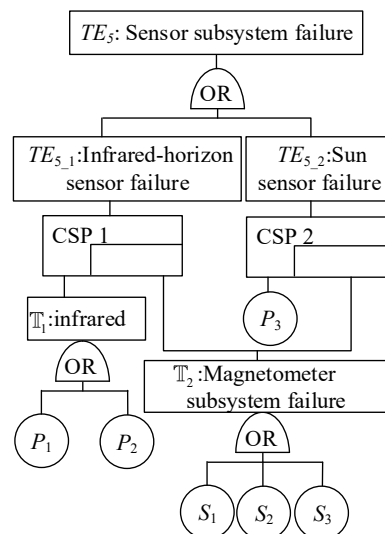 TE5: Sensor subsystem failure
OR
TE5_1:Infrared-horizon
sensor failure
TE5_2:Sun
sensor failure
CSP 1
CSP 2
𝕋1:infrared
P3
OR
𝕋2:Magnetometer
subsystem failure
P1
P2
OR
S1
S2
S3